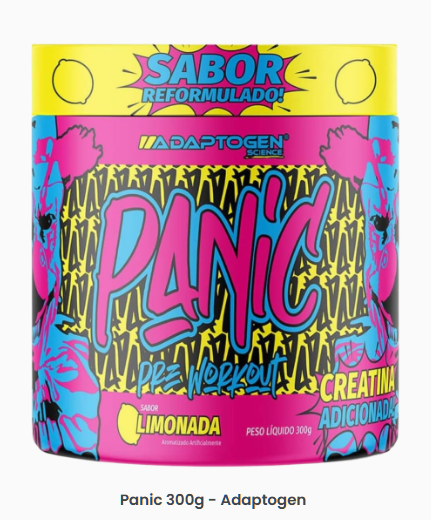 SABOR
REFORMULADO!
ADAPTOGEN®
SCIENCE
PANIC
PRE WORKOUT
CREATINA
ADICIONADA
SABOR
LIMONADA
Aromatizado Artificialmente
PESO LÍQUIDO 300g
Panic 300g - Adaptogen